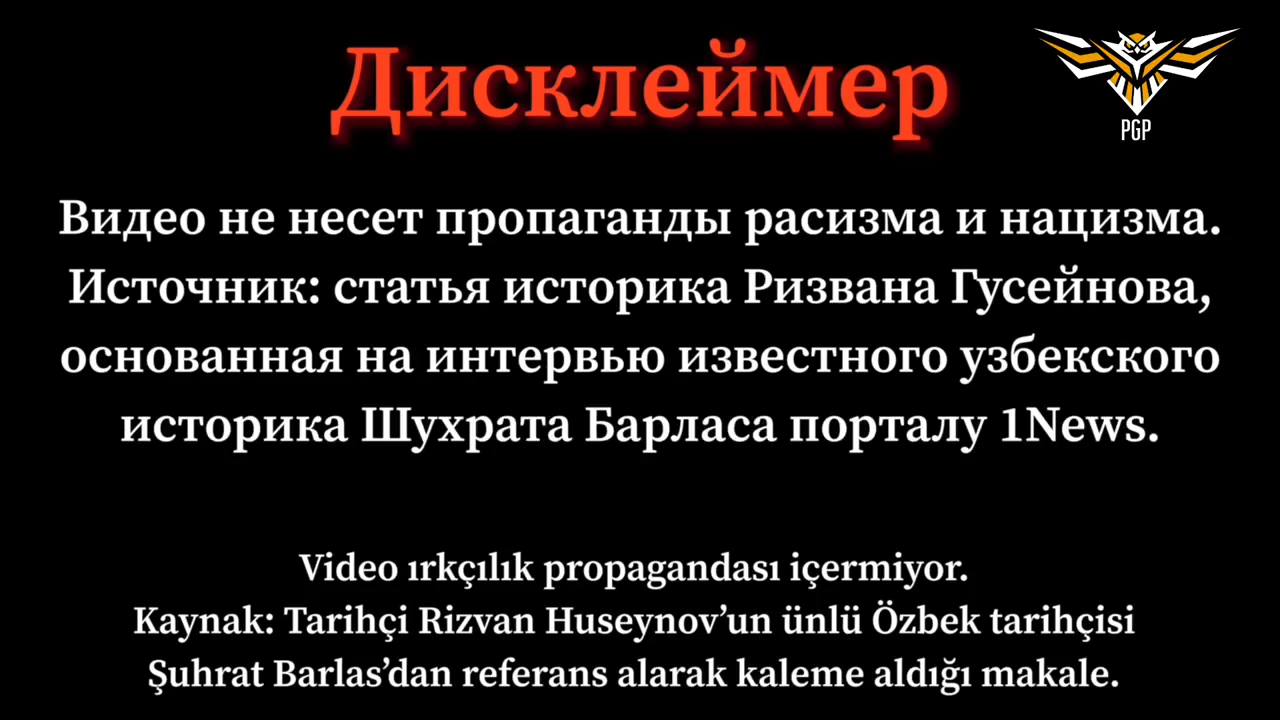 Дисклеймер
PGP
Видео не несет пропаганды расизма и нацизма.
Источник: статья историка Ризвана Гусейнова,
основанная на интервью известного узбекского
историка Шухрата Барласа порталу 1News.
Video ırkçılık propagandası içermiyor.
Kaynak: Tarihçi Rizvan Huseynov’un ünlü Özbek tarihçisi
Şuhrat Barlas’dan referans alarak kaleme aldığı makale.